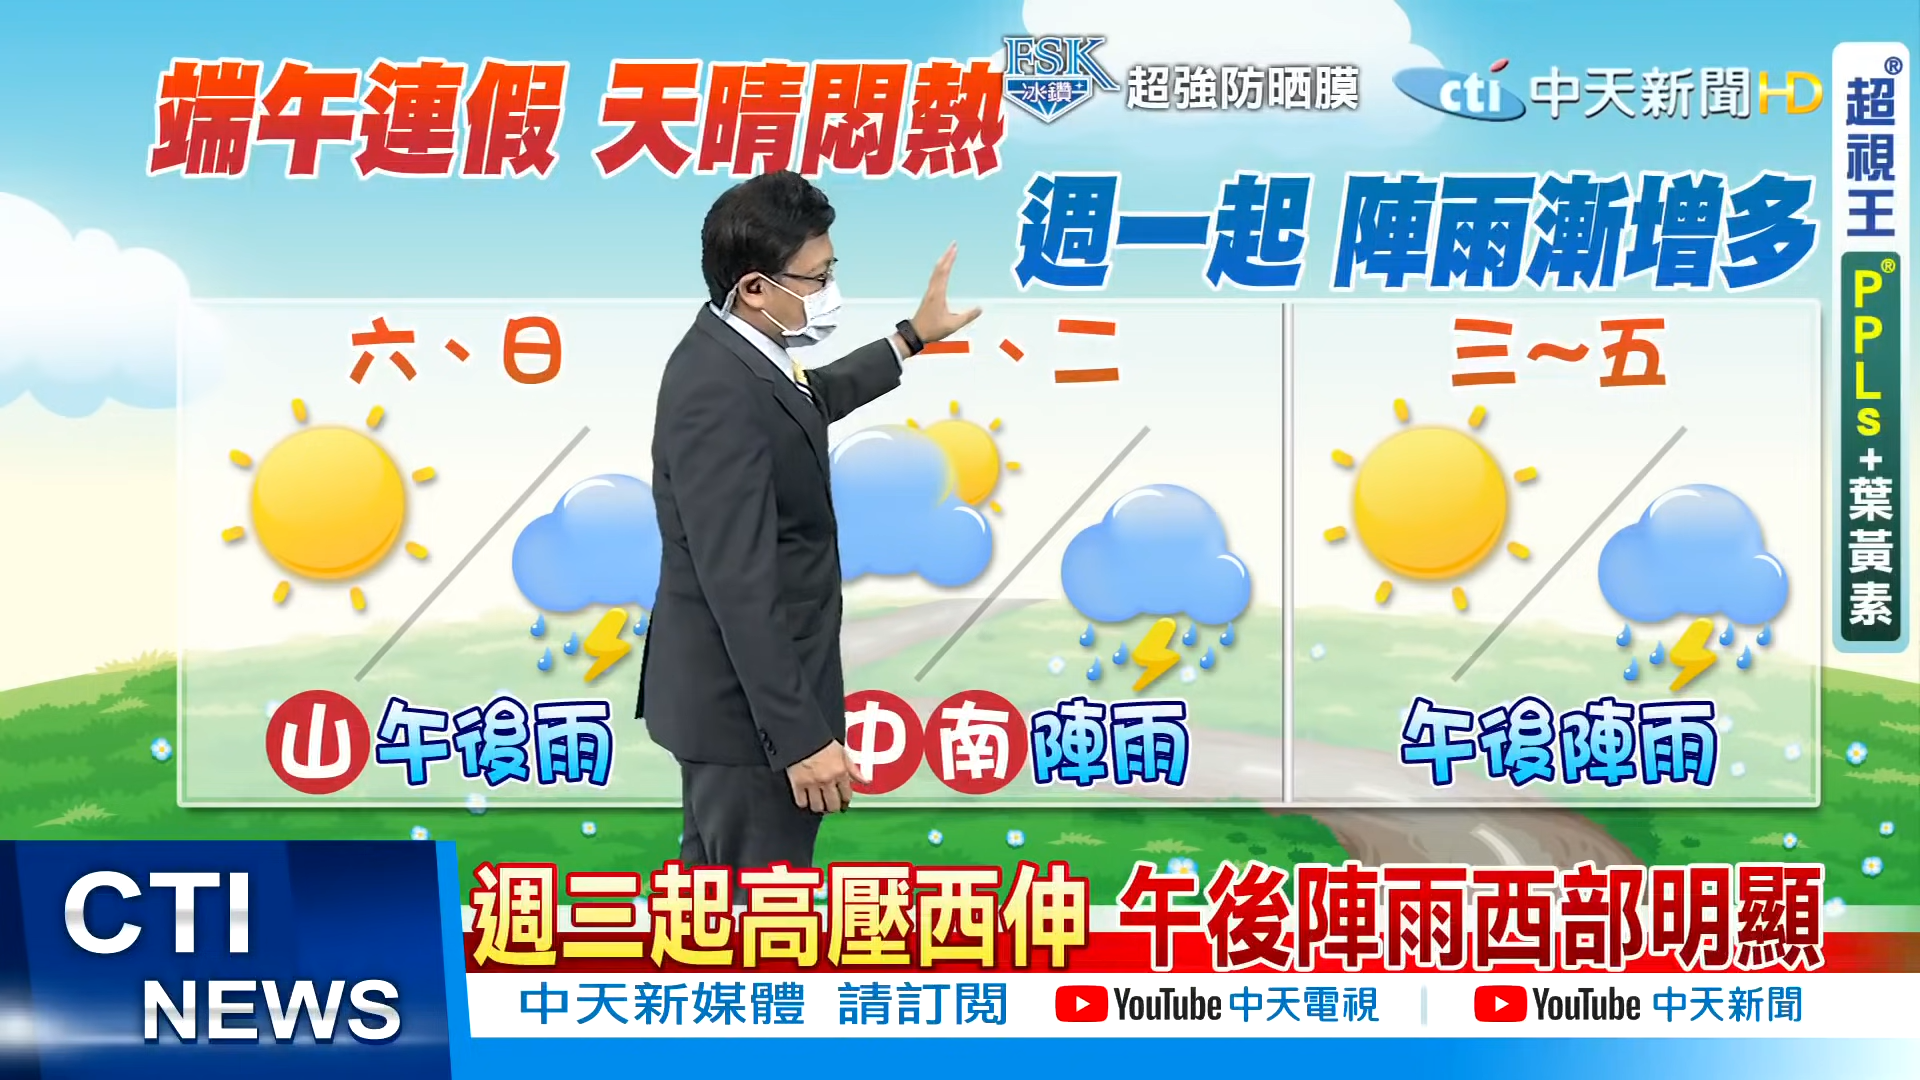 端午連假 天晴悶熱
FSK
冰鑽
超強防晒膜
cti 中天新聞HD
週一起 陣雨漸增多
超視王®
PPLs®+葉黃素
六、日
一、二
三~五
山午後雨
中南陣雨
午後陣雨
CTI
NEWS
週三起高壓西伸 午後陣雨西部明顯
中天新媒體 請訂閱 YouTube 中天電視 | YouTube 中天新聞